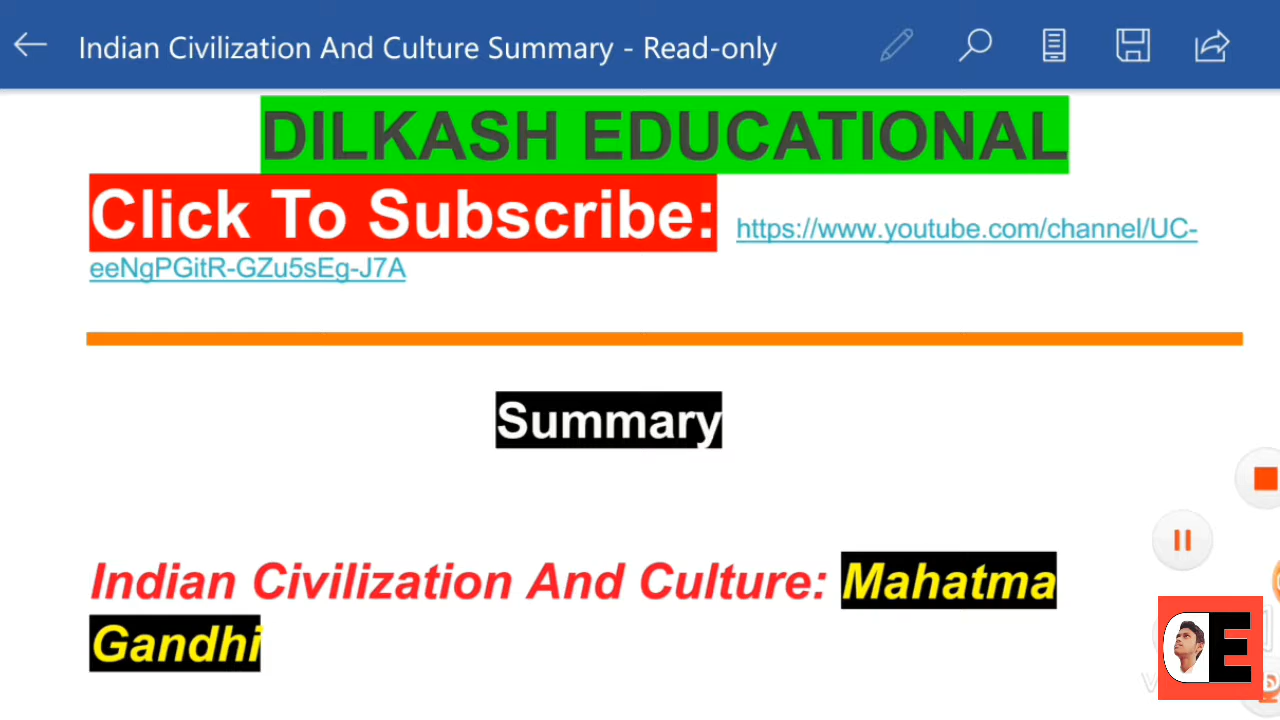 Indian Civilization And Culture Summary - Read-only
DILKASH EDUCATIONAL
Click To Subscribe: https://www.youtube.com/channel/UC-
eeNgPGitR-GZu5sEg-J7A
Summary
Indian Civilization And Culture: Mahatma
Gandhi
DE